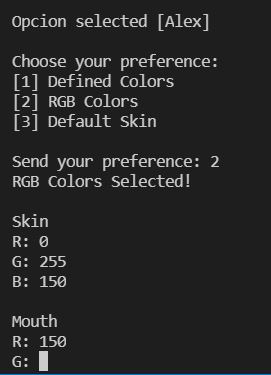 Opcion selected [Alex]
Choose your preference:
[1] Defined Colors
[2] RGB Colors
[3] Default Skin
Send your preference: 2
RGB Colors Selected!
Skin
R: 0
G: 255
B: 150
Mouth
R: 150
G: